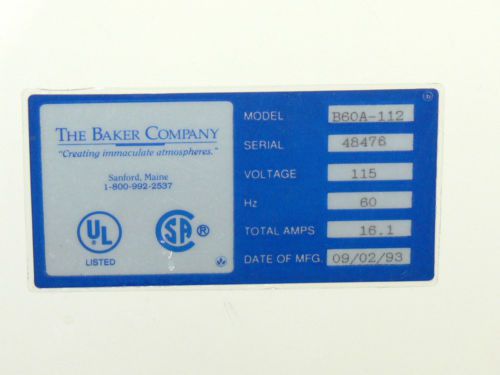 THE BAKER COMPANY
"Creating immaculate atmospheres."
Sanford, Maine
1-800-992-2537
UL
LISTED
SA ®
MODEL B60A-112
SERIAL 48476
VOLTAGE 115
Hz 60
TOTAL AMPS 16.1
DATE OF MFG. 09/02/93